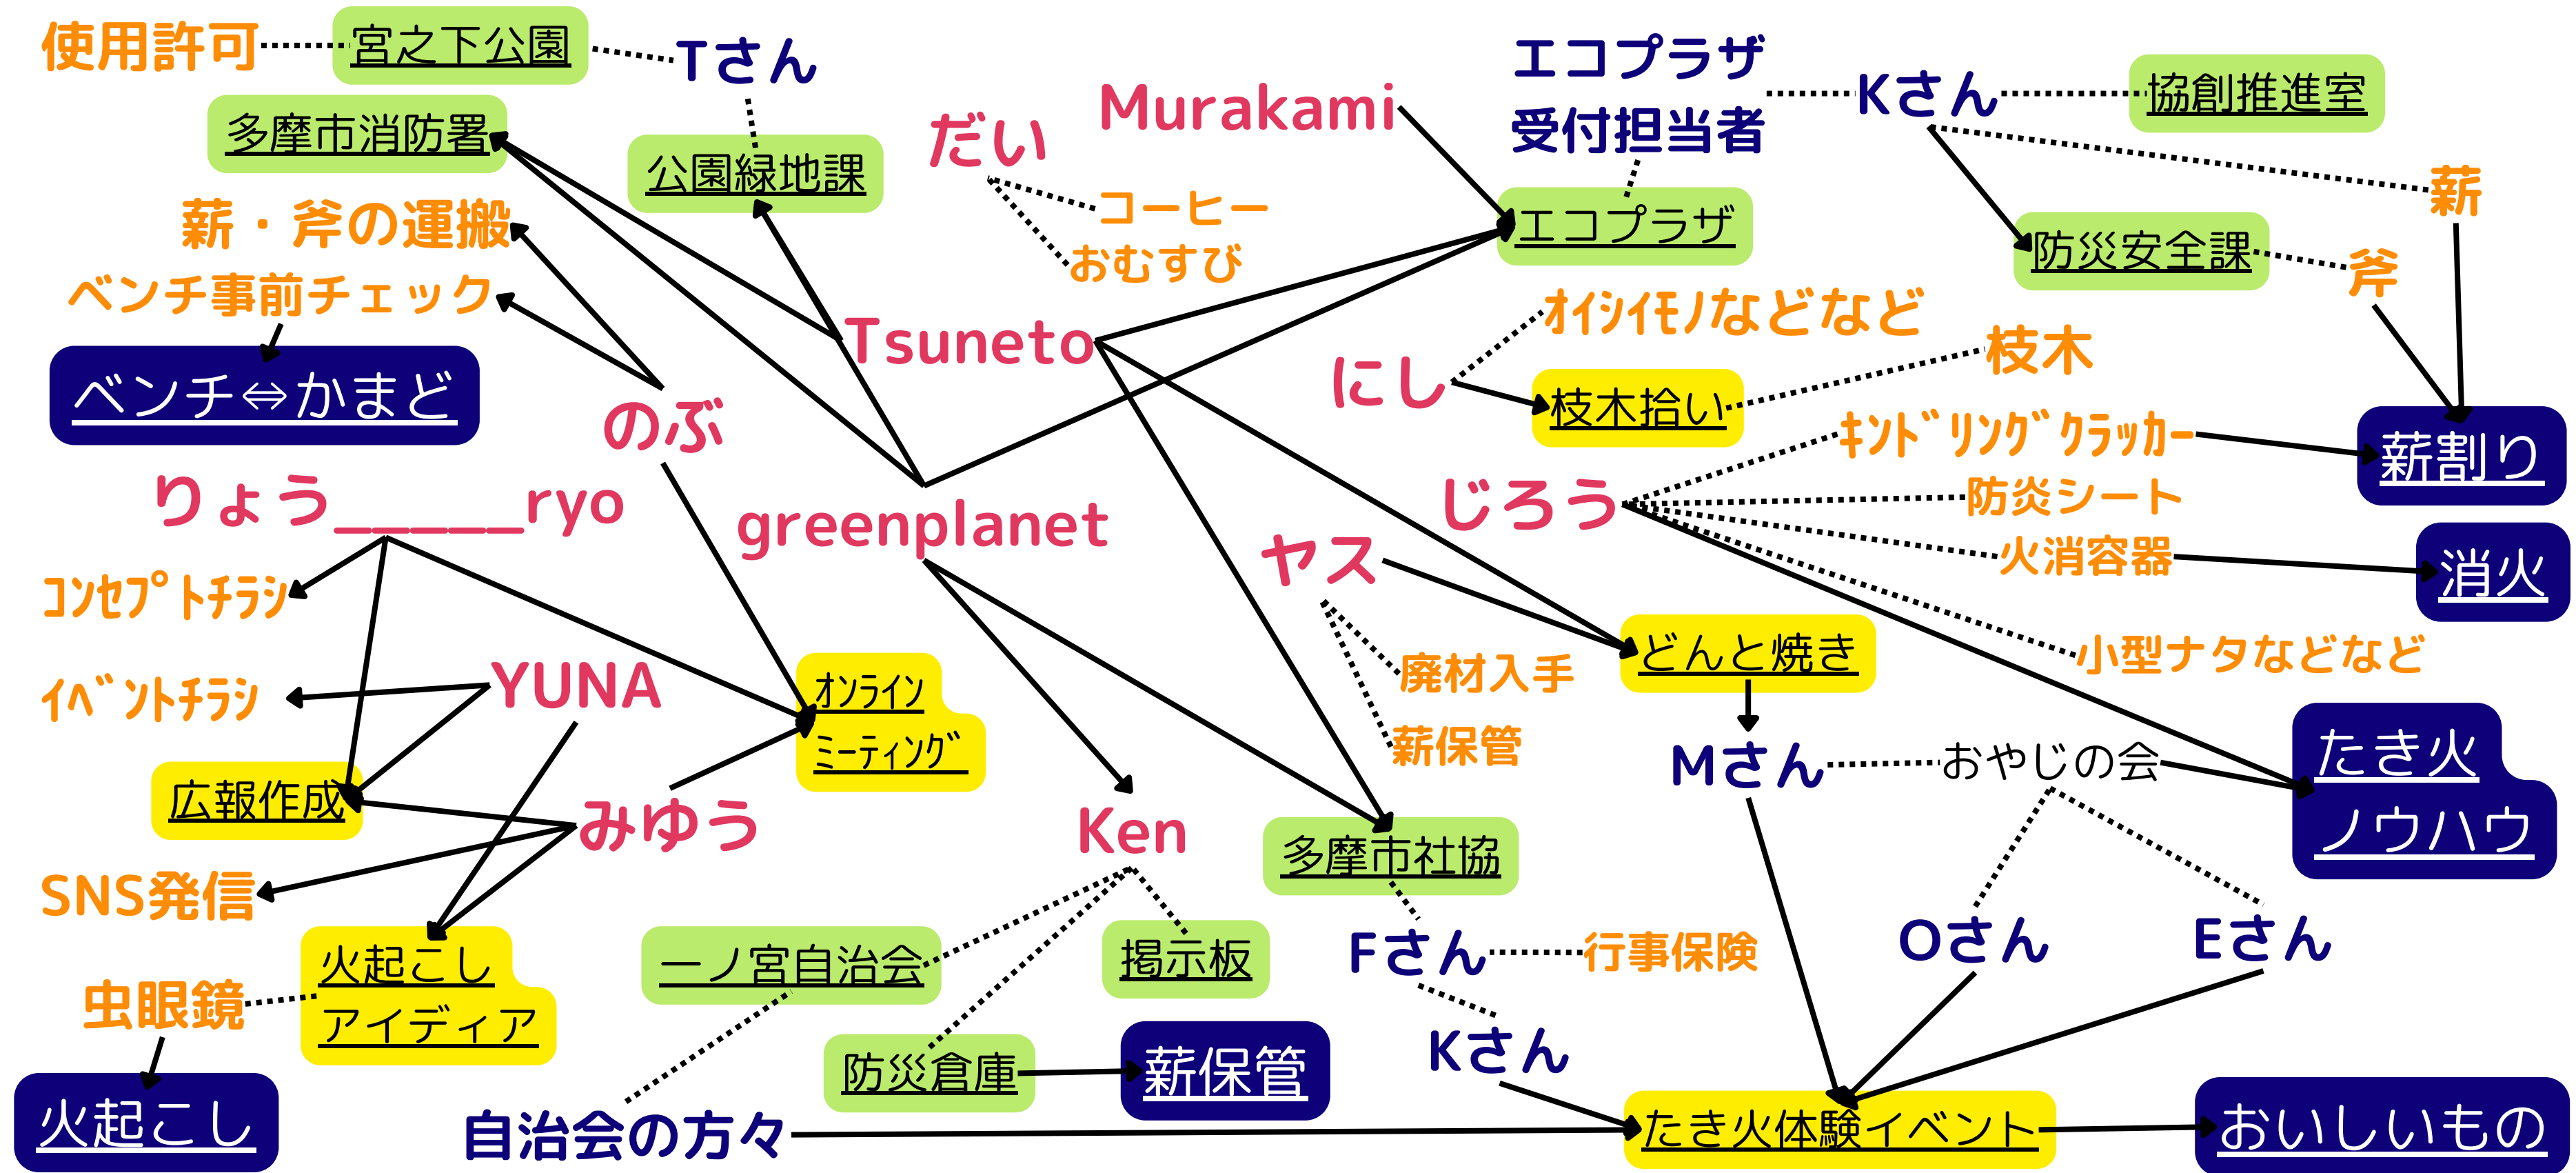 使用許可
宮之下公園
Tさん
多摩市消防署
公園緑地課
だい
Murakami
エコプラザ
受付担当者
Kさん
協創推進室
薪・斧の運搬
コーヒー
おむすび
エコプラザ
防災安全課
薪
斧
ベンチ事前チェック
ベンチ⇔かまど
Tsuneto
ｵｲｼｲﾓﾉなどなど
にし
枝木拾い
枝木
のぶ
ｷﾝﾄﾞﾘﾝｸﾞｸﾗｯｶｰ
薪割り
りょう_____ryo
greenplanet
じろう
防炎シート
ヤス
火消容器
消火
ｺﾝｾﾌﾟﾄﾁﾗｼ
小型ナタなどなど
ｲﾍﾞﾝﾄﾁﾗｼ
YUNA
ｵﾝﾗｲﾝ
ﾐｰﾃｨﾝｸﾞ
廃材入手
薪保管
どんと焼き
Mさん
おやじの会
たき火
ノウハウ
広報作成
みゆう
Ken
多摩市社協
SNS発信
火起こし
アイディア
一ノ宮自治会
掲示板
Fさん
行事保険
Oさん
Eさん
虫眼鏡
防災倉庫
薪保管
Kさん
火起こし
自治会の方々
たき火体験イベント
おいしいもの